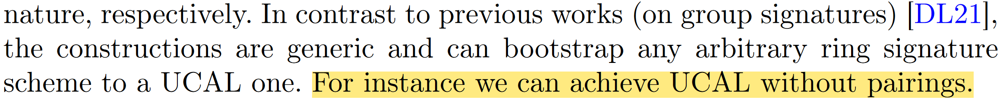 nature, respectively. In contrast to previous works (on group signatures) [DL21],
the constructions are generic and can bootstrap any arbitrary ring signature
scheme to a UCAL one. For instance we can achieve UCAL without pairings.